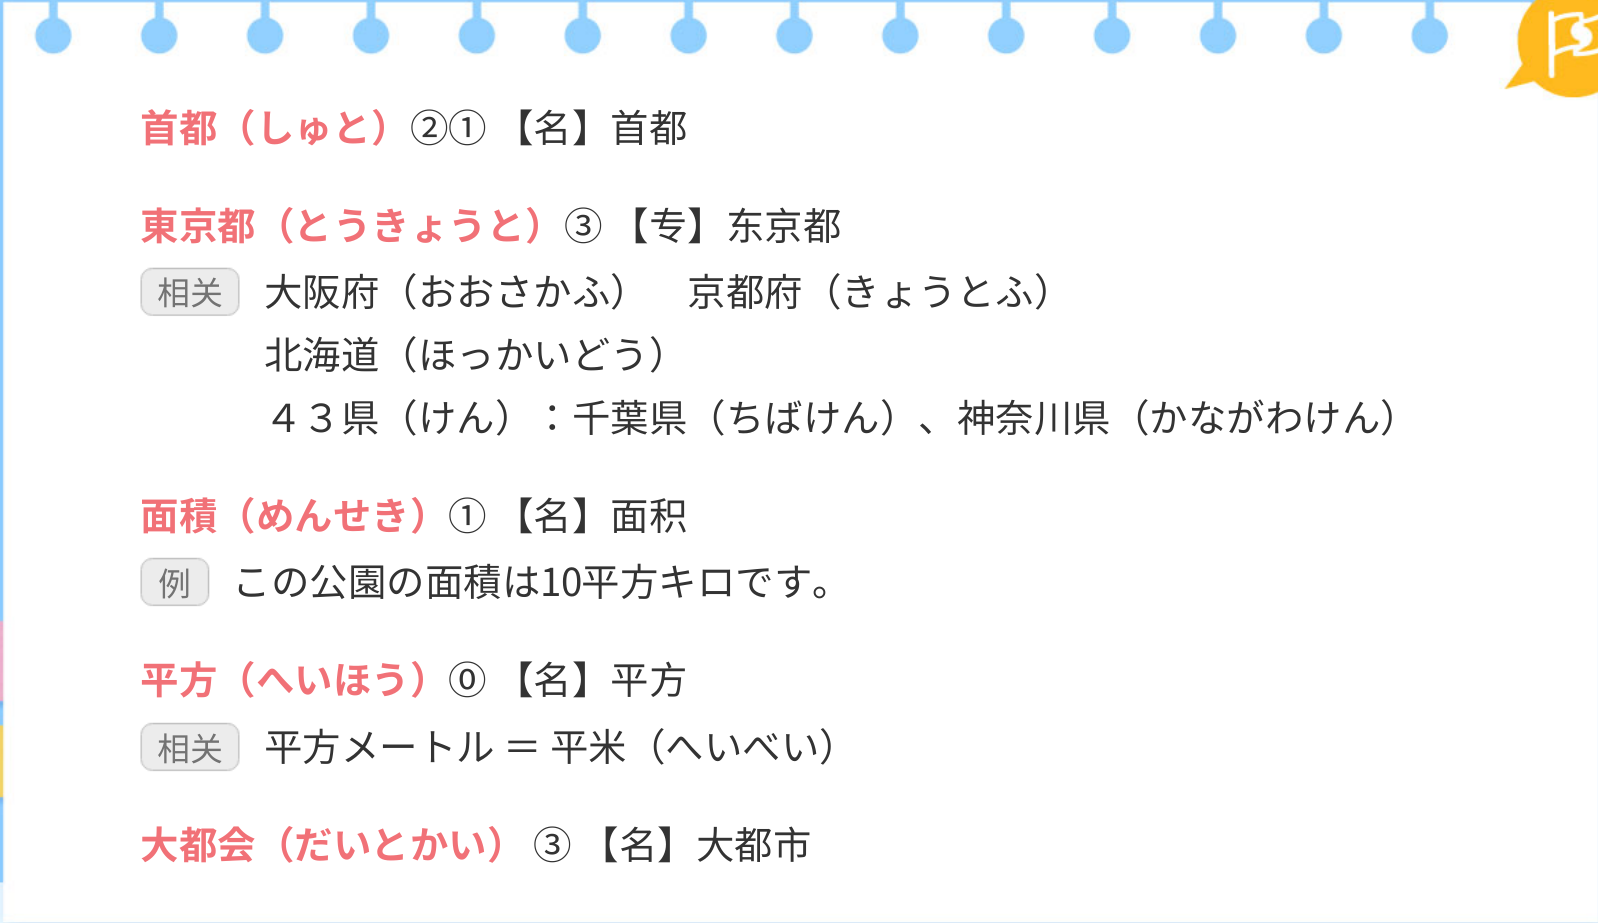 首都（しゅと）②① 【名】首都
東京都（とうきょうと）③ 【专】东京都
相关 大阪府（おおさかふ） 京都府（きょうとふ）
北海道（ほっかいどう）
４３県（けん）：千葉県（ちばけん）、神奈川県（かながわけん）
面積（めんせき）① 【名】面积
例 この公園の面積は10平方キロです。
平方（へいほう）⓪ 【名】平方
相关 平方メートル ＝ 平米（へいべい）
大都会（だいとかい） ③ 【名】大都市